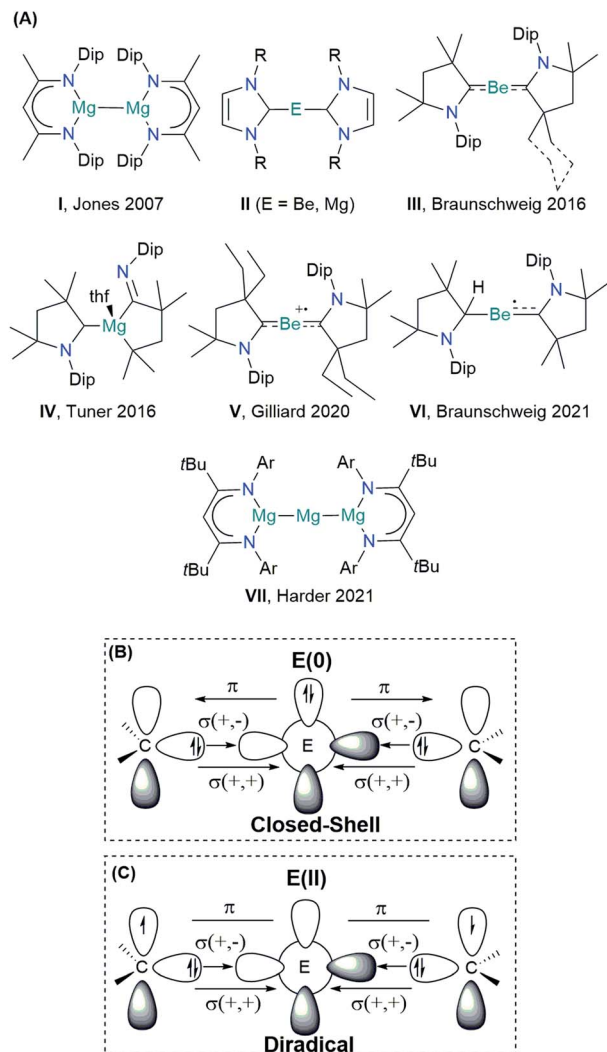 (A)
Dip Dip
N N
Mg Mg
N N
Dip Dip
I, Jones 2007
R R
N N
E
N N
R R
II (E = Be, Mg)
Dip
N
Be
N
Dip
III, Braunschweig 2016
Dip
N
thf
Mg
N
Dip
IV, Tuner 2016
Dip
N
+•
Be
N
Dip
V, Gilliard 2020
Dip
H N
•
Be
N
Dip
VI, Braunschweig 2021
tBu Ar Ar tBu
N N
Mg Mg Mg
N N
tBu Ar Ar tBu
VII, Harder 2021
(B)
E(0)
π π
σ(+,-) σ(+,-)
C E C
σ(+,+) σ(+,+)
Closed-Shell
(C)
E(II)
π π
σ(+,-) σ(+,-)
C E C
σ(+,+) σ(+,+)
Diradical